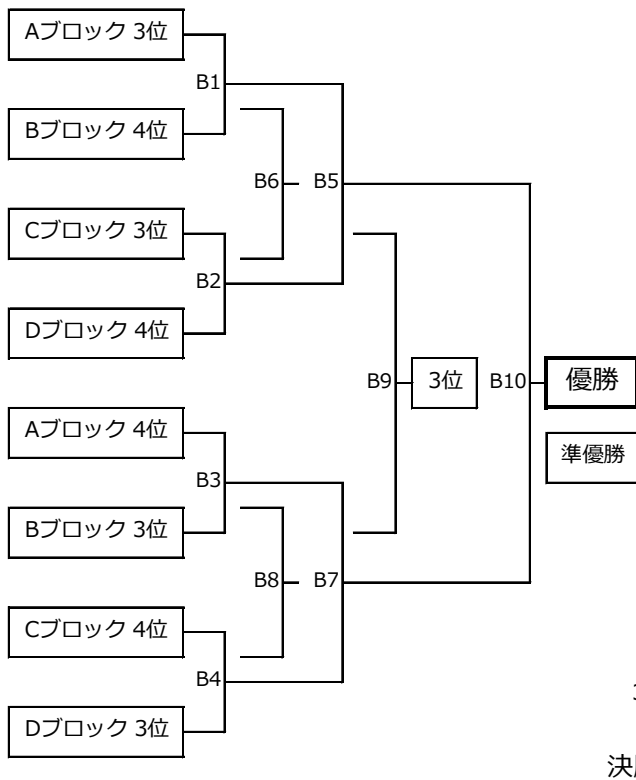 Aブロック 3位
B1
Bブロック 4位
B6
B5
Cブロック 3位
B2
Dブロック 4位
B9
3位
B10
優勝
準優勝
Aブロック 4位
B3
Bブロック 3位
B8
B7
Cブロック 4位
B4
Dブロック 3位
決